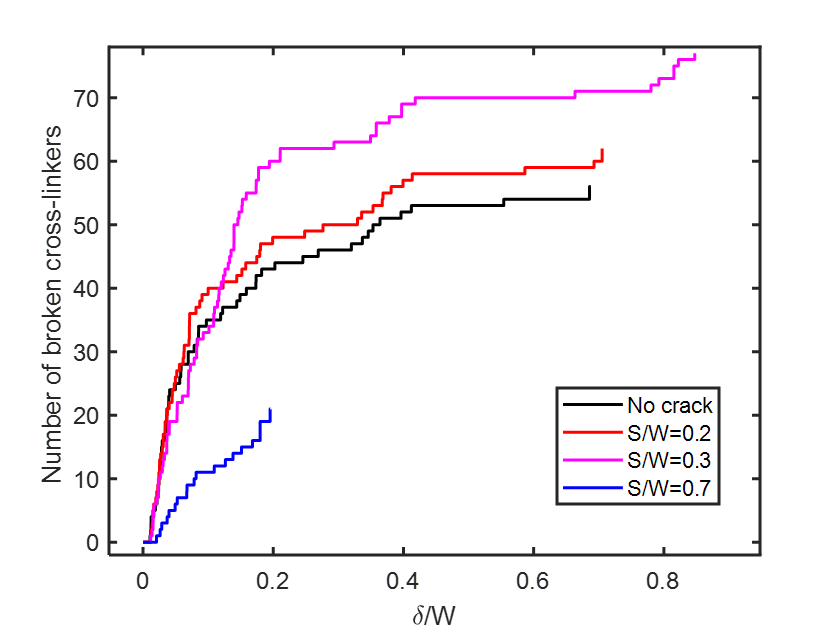 Number of broken cross-linkers
70
60
50
40
30
20
10
0
No crack
S/W=0.2
S/W=0.3
S/W=0.7
0 0.2 0.4 0.6 0.8
δ/W